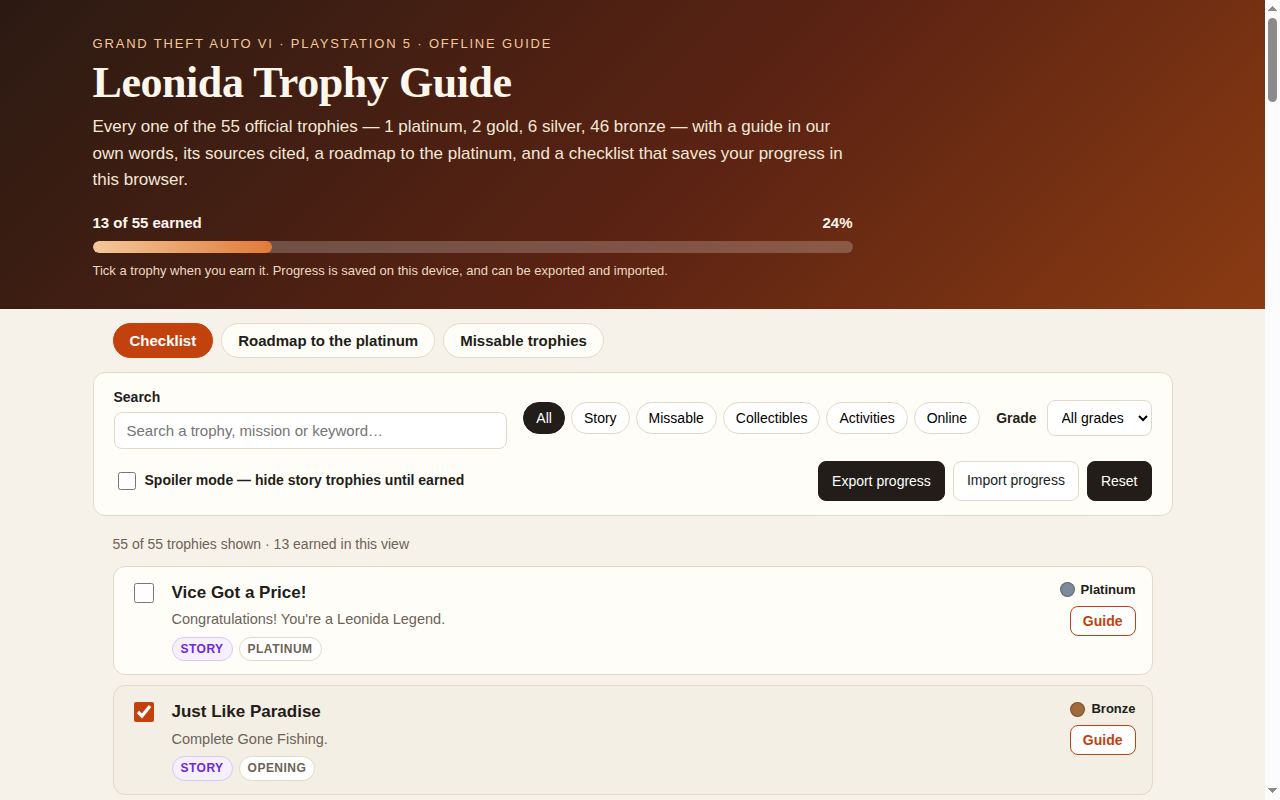 GRAND THEFT AUTO VI · PLAYSTATION 5 · OFFLINE GUIDE
Leonida Trophy Guide
Every one of the 55 official trophies — 1 platinum, 2 gold, 6 silver, 46 bronze — with a guide in our
own words, its sources cited, a roadmap to the platinum, and a checklist that saves your progress in
this browser.
13 of 55 earned 24%
Tick a trophy when you earn it. Progress is saved on this device, and can be exported and imported.
Checklist Roadmap to the platinum Missable trophies
Search
Search a trophy, mission or keyword…
All Story Missable Collectibles Activities Online Grade All grades
Spoiler mode — hide story trophies until earned
Export progress Import progress Reset
55 of 55 trophies shown · 13 earned in this view
Vice Got a Price!
Platinum
Congratulations! You're a Leonida Legend.
Guide
STORY PLATINUM
Just Like Paradise
Bronze
Complete Gone Fishing.
Guide
STORY OPENING